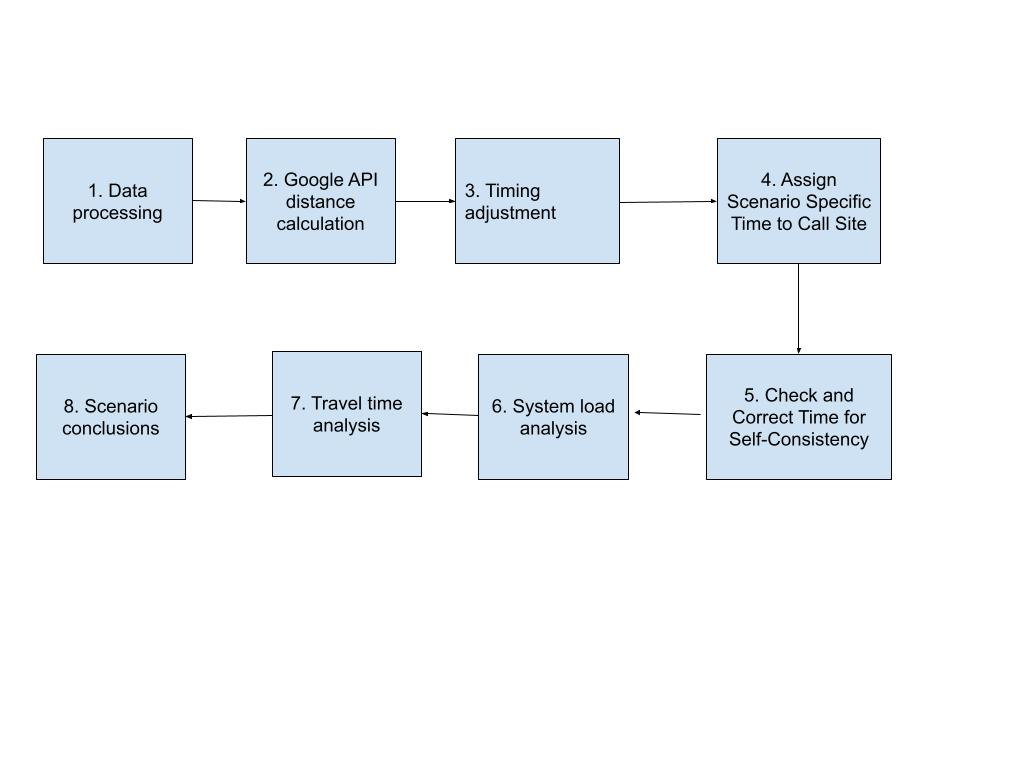 1. Data
processing
2. Google API
distance
calculation
3. Timing
adjustment
4. Assign
Scenario Specific
Time to Call Site
5. Check and
Correct Time for
Self-Consistency
6. System load
analysis
7. Travel time
analysis
8. Scenario
conclusions